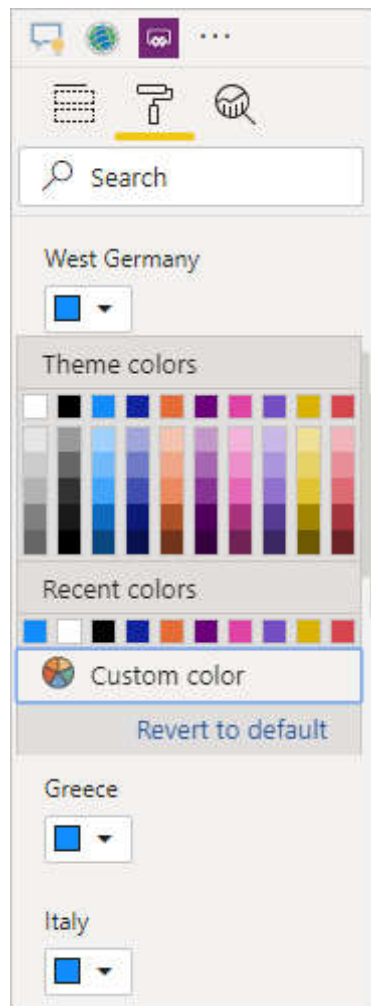 Search
West Germany
Theme colors
Recent colors
Custom color
Revert to default
Greece
Italy